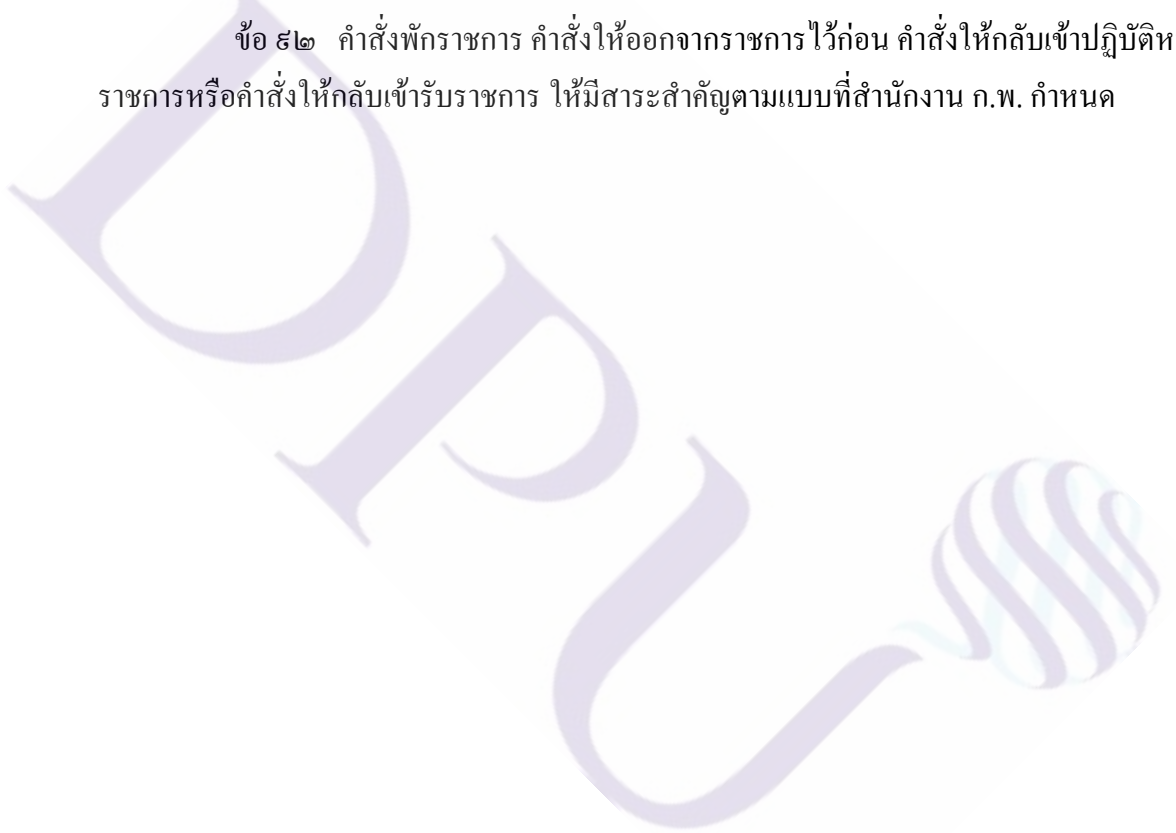 ข้อ ๕๒ คำสั่งพักราชการ คำสั่งให้ออกจากราชการไว้ก่อน คำสั่งให้กลับเข้าปฏิบัติห
ราชการหรือคำสั่งให้กลับเข้ารับราชการ ให้มีสาระสำคัญตามแบบที่สำนักงาน ก.พ. กำหนด
DPU